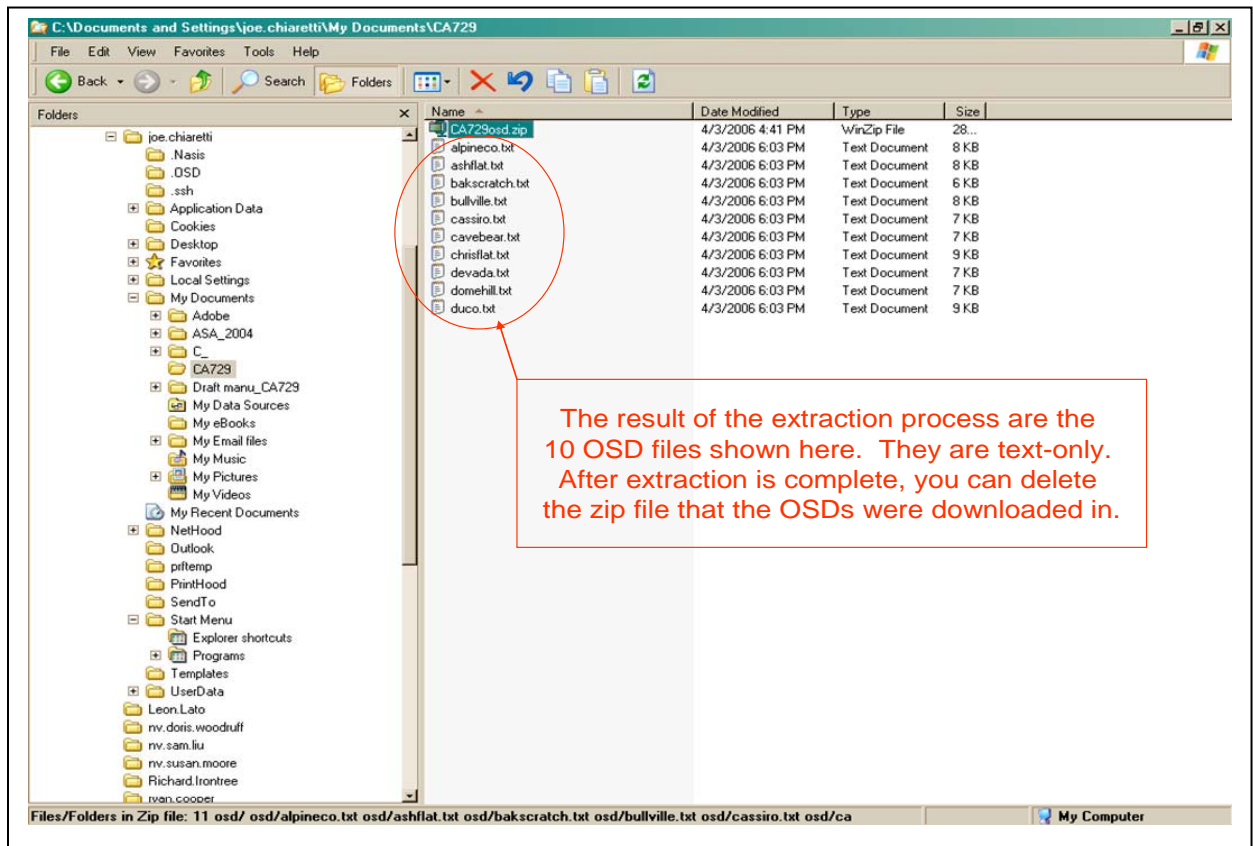 C:\Documents and Settings\joe.chiaretti\My Documents\CA729
File Edit View Favorites Tools Help
Back Search Folders
Folders
joe.chiaretti
.Nasis
.OSD
.ssh
Application Data
Cookies
Desktop
Favorites
Local Settings
My Documents
Adobe
ASA_2004
C_
CA729
Draft manu_CA729
My Data Sources
My eBooks
My Email files
My Music
My Pictures
My Videos
My Recent Documents
NetHood
Outlook
prftemp
PrintHood
SendTo
Start Menu
Explorer shortcuts
Programs
Templates
UserData
Leon.Lato
nv.doris.woodruff
nv.sam.liu
nv.susan.moore
Richard.Irontree
ryan.cooper
Name Date Modified Type Size
CA729osd.zip 4/3/2006 4:41 PM WinZip File 28...
alpineco.txt 4/3/2006 6:03 PM Text Document 8 KB
ashflat.txt 4/3/2006 6:03 PM Text Document 8 KB
bakscratch.txt 4/3/2006 6:03 PM Text Document 6 KB
bullville.txt 4/3/2006 6:03 PM Text Document 8 KB
cassiro.txt 4/3/2006 6:03 PM Text Document 7 KB
cavebear.txt 4/3/2006 6:03 PM Text Document 7 KB
chrisflat.txt 4/3/2006 6:03 PM Text Document 9 KB
devada.txt 4/3/2006 6:03 PM Text Document 7 KB
domehill.txt 4/3/2006 6:03 PM Text Document 7 KB
duco.txt 4/3/2006 6:03 PM Text Document 9 KB
The result of the extraction process are the
10 OSD files shown here. They are text-only.
After extraction is complete, you can delete
the zip file that the OSDs were downloaded in.
Files/Folders in Zip file: 11 osd/ osd/alpineco.txt osd/ashflat.txt osd/bakscratch.txt osd/bullville.txt osd/cassiro.txt osd/ca My Computer